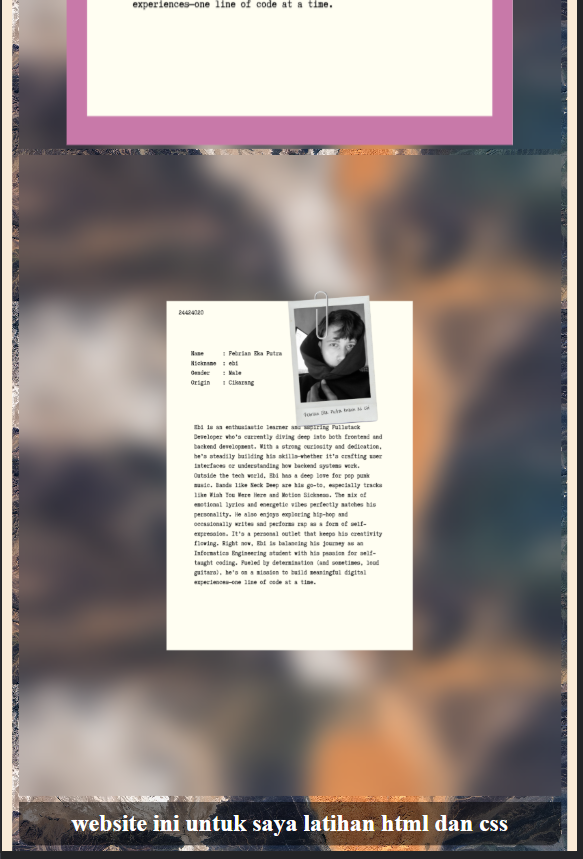 experiences—one line of code at a time.
24424020
Name : Febrian Eka Putra
Nickname : ebi
Gender : Male
Origin : Cikarang
Ebi is an enthusiastic learner and aspiring Fullstack
Developer who's currently diving deep into both frontend and
backend development. With a strong curiosity and dedication,
he's steadily building his skills—whether it's crafting user
interfaces or understanding how backend systems work.
Outside the tech world, Ebi has a deep love for pop punk
music. Bands like Neck Deep are his go-to, especially tracks
like Wish You Were Here and Motion Sickness. The mix of
emotional lyrics and energetic vibes perfectly matches his
personality. He also enjoys exploring hip-hop and
occasionally writes and performs rap as a form of self-
expression. It's a personal outlet that keeps his creativity
flowing. Right now, Ebi is balancing his journey as an
Informatics Engineering student with his passion for self-
taught coding. Fueled by determination (and sometimes, loud
guitars), he's on a mission to build meaningful digital
experiences—one line of code at a time.
website ini untuk saya latihan html dan css